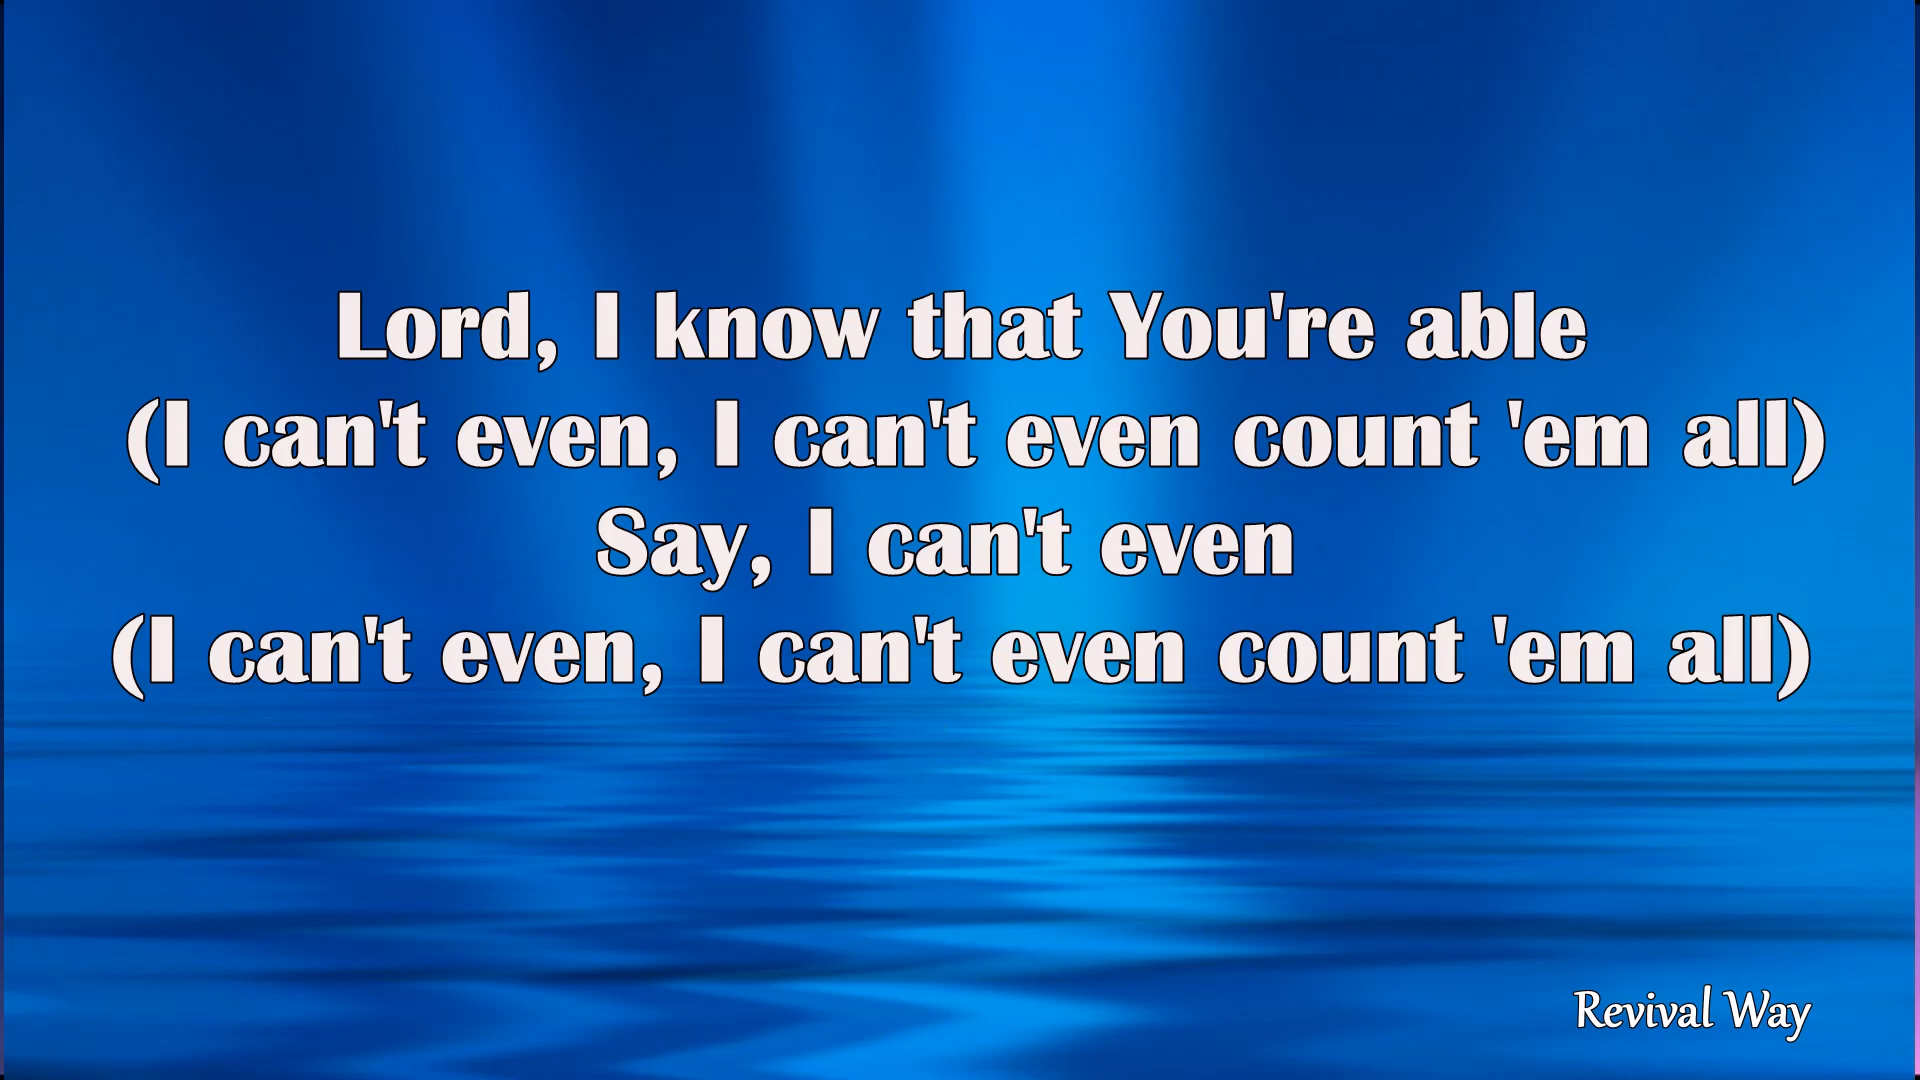 Lord, I know that You're able
(I can't even, I can't even count 'em all)
Say, I can't even
(I can't even, I can't even count 'em all)
Revival Way